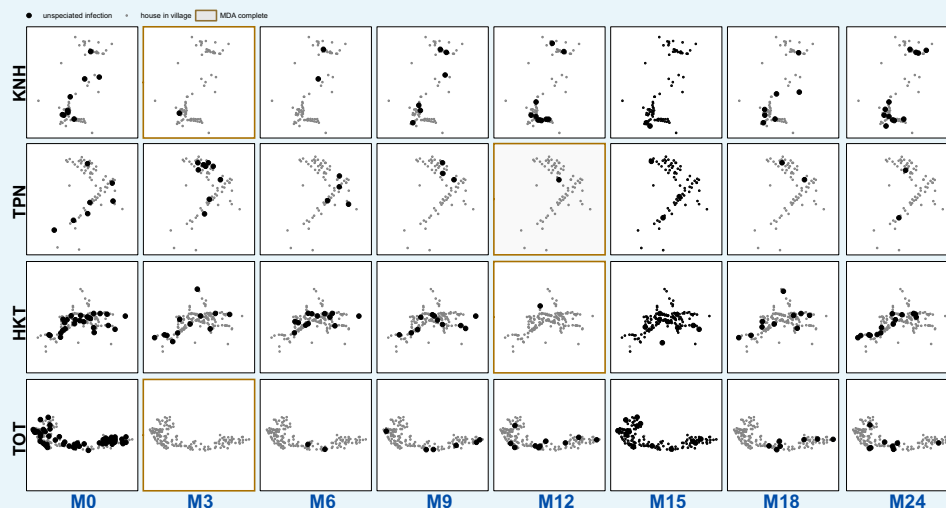 unspeciated infection house in village MDA complete
KNH
TPN
HKT
TOT
M0 M3 M6 M9 M12 M15 M18 M24